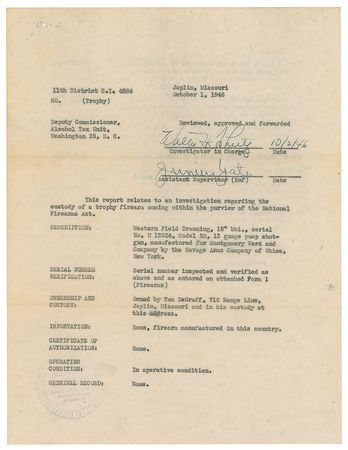 11th District S.I. 4884
MO. (Trophy)
Joplin, Missouri
October 1, 1946
Deputy Commissioner,
Alcohol Tax Unit,
Washington 25, D. C.
Reviewed, approved and forwarded
10/2/46
Investigator in Charge Date
Assistant Supervisor (Enf) Date
This report relates to an investigation regarding the
custody of a trophy firearm coming within the purview of the National
Firearms Act.
DESCRIPTION: Western Field Browning, 15" bbl., serial
No. U 12036, Model 30, 12 guage pump shot-
gun, manufactured for Montgomery Ward and
Company by the Savage Arms Company of Utica,
New York.
SERIAL NUMBER
VERIFICATION: Serial number inspected and verified as
above and as entered on attached Form 1
(Firearms)
OWNERSHIP AND
CUSTODY: Owned by Tom DeGraff, 716 Range Line,
Joplin, Missouri and in his custody at
this address.
IMPORTATION: None, firearm manufactured in this country.
CERTIFICATE OF
AUTHORIZATION: None.
OPERATING
CONDITION: In operative condition.
CRIMINAL RECORD: None.